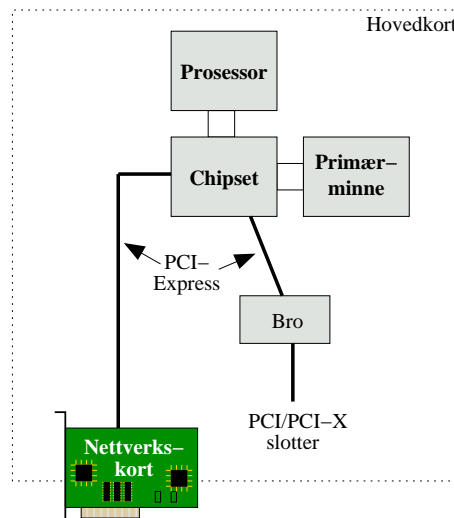 Hovedkort
Prosessor
Chipset
Primær–
minne
PCI–
Express
Bro
PCI/PCI–X
slotter
Nettverks–
kort